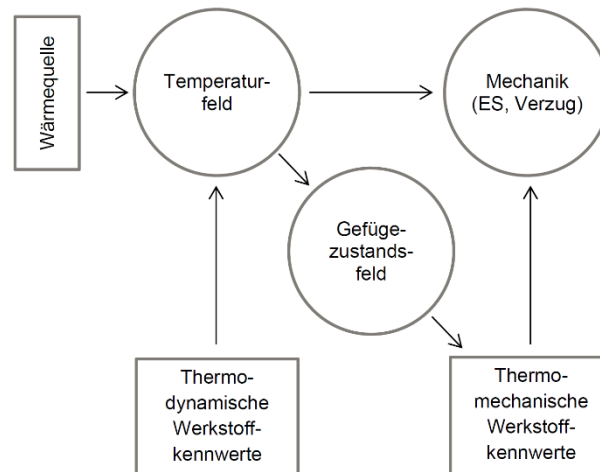 Wärmequelle
Temperatur-
feld
Mechanik
(ES, Verzug)
Gefüge-
zustands-
feld
Thermo-
dynamische
Werkstoff-
kennwerte
Thermo-
mechanische
Werkstoff-
kennwerte